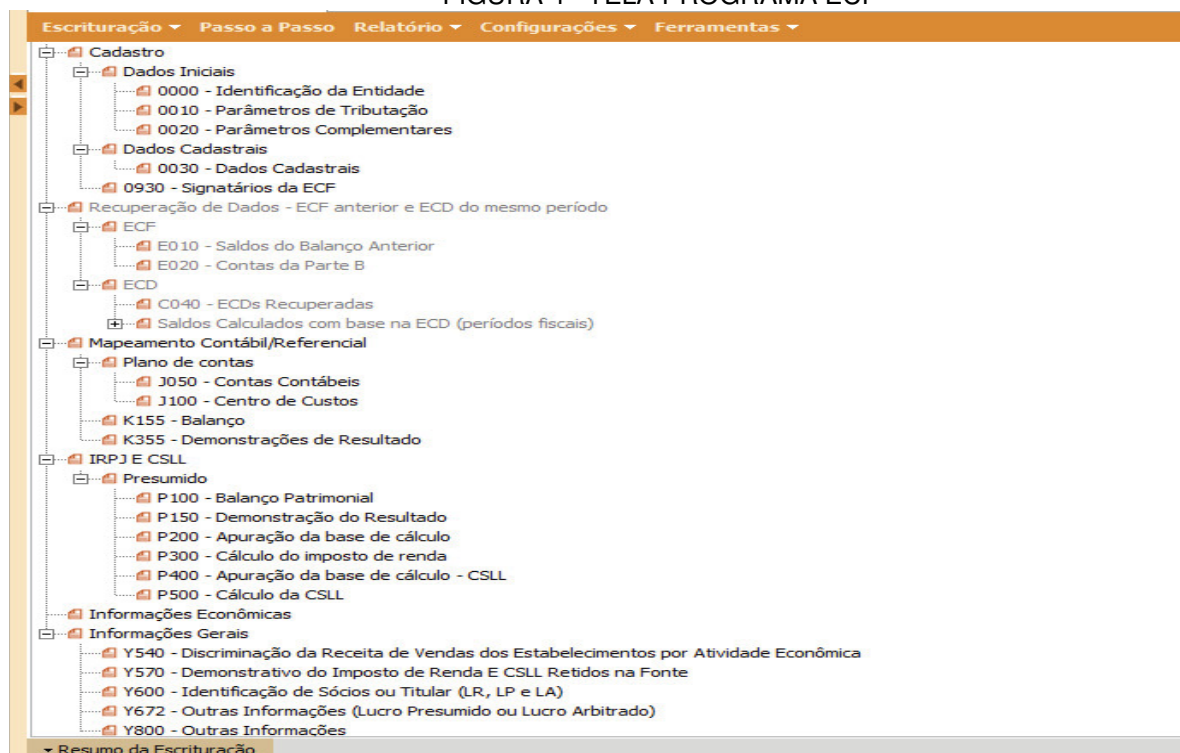 FIGURA 4 - TELA PROGRAMA ECF
Escrituração Passo a Passo Relatório Configurações Ferramentas
Cadastro
Dados Iniciais
0000 - Identificação da Entidade
0010 - Parâmetros de Tributação
0020 - Parâmetros Complementares
Dados Cadastrais
0030 - Dados Cadastrais
0930 - Signatários da ECF
Recuperação de Dados - ECF anterior e ECD do mesmo período
ECF
E010 - Saldos do Balanço Anterior
E020 - Contas da Parte B
ECD
C040 - ECDs Recuperadas
Saldos Calculados com base na ECD (períodos fiscais)
Mapeamento Contábil/Referencial
Plano de contas
J050 - Contas Contábeis
J100 - Centro de Custos
K155 - Balanço
K355 - Demonstrações de Resultado
IRPJ E CSLL
Presumido
P100 - Balanço Patrimonial
P150 - Demonstração do Resultado
P200 - Apuração da base de cálculo
P300 - Cálculo do imposto de renda
P400 - Apuração da base de cálculo - CSLL
P500 - Cálculo da CSLL
Informações Econômicas
Informações Gerais
Y540 - Discriminação da Receita de Vendas dos Estabelecimentos por Atividade Econômica
Y570 - Demonstrativo do Imposto de Renda E CSLL Retidos na Fonte
Y600 - Identificação de Sócios ou Titular (LR, LP e LA)
Y672 - Outras Informações (Lucro Presumido ou Lucro Arbitrado)
Y800 - Outras Informações
Resumo da Escrituração